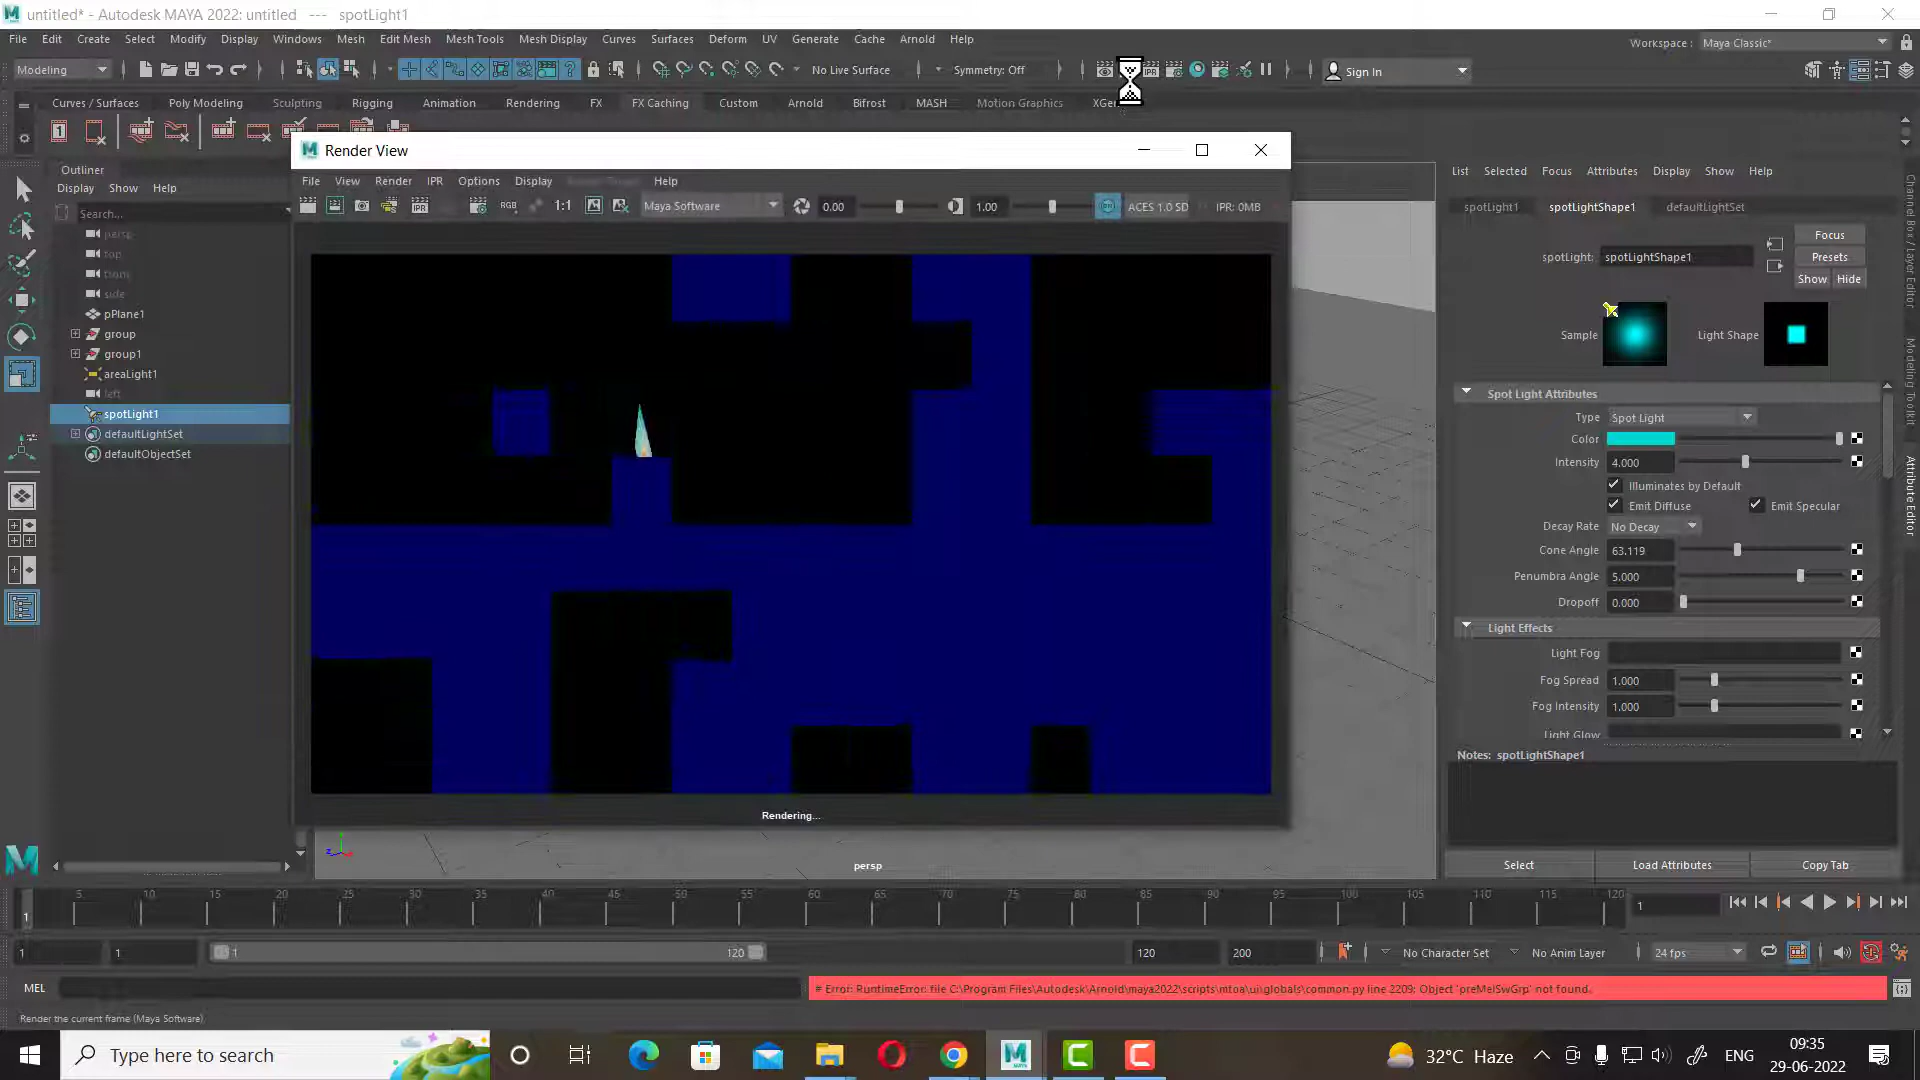 untitled* - Autodesk MAYA 2022: untitled --- spotLight1
File Edit Create Select Modify Display Windows Mesh Edit Mesh Mesh Tools Mesh Display Curves Surfaces Deform UV Generate Cache Arnold Help
Workspace : Maya Classic*
Modeling
No Live Surface
Symmetry: Off
Sign In
Curves / Surfaces Poly Modeling Sculpting Rigging Animation Rendering FX FX Caching Custom Arnold Bifrost MASH Motion Graphics
Render View
File View Render IPR Options Display Help
RGB 1:1 Maya Software 0.00 1.00 ACES 1.0 SD IPR: 0MB
Rendering...
persp
Outliner
Display Show Help
Search...
persp
top
front
side
pPlane1
group
group1
areaLight1
left
spotLight1
defaultLightSet
defaultObjectSet
List Selected Focus Attributes Display Show Help
spotLight1 spotLightShape1 defaultLightSet
spotLight: spotLightShape1
Focus
Presets
Show Hide
Sample
Light Shape
Spot Light Attributes
Type Spot Light
Color
Intensity 4.000
Illuminates by Default
Emit Diffuse Emit Specular
Decay Rate No Decay
Cone Angle 63.119
Penumbra Angle 5.000
Dropoff 0.000
Light Effects
Light Fog
Fog Spread 1.000
Fog Intensity 1.000
Light Glow
Notes: spotLightShape1
Select Load Attributes Copy Tab
Channel Box / Layer Editor
Modeling Toolkit
Attribute Editor
5 10 15 20 25 30 35 40 45 50 55 60 65 70 75 80 85 90 95 100 105 110 115 120
1
1
1 1 1 120 120 200 No Character Set No Anim Layer 24 fps
MEL
# Error: RuntimeError: file C:\Program Files\Autodesk\Arnold\maya2022\scripts\mtoa\ui\globals\common.py line 2209: Object 'preMelSwGrp' not found.
Render the current frame (Maya Software)
Type here to search
32°C Haze
ENG
09:35
29-06-2022